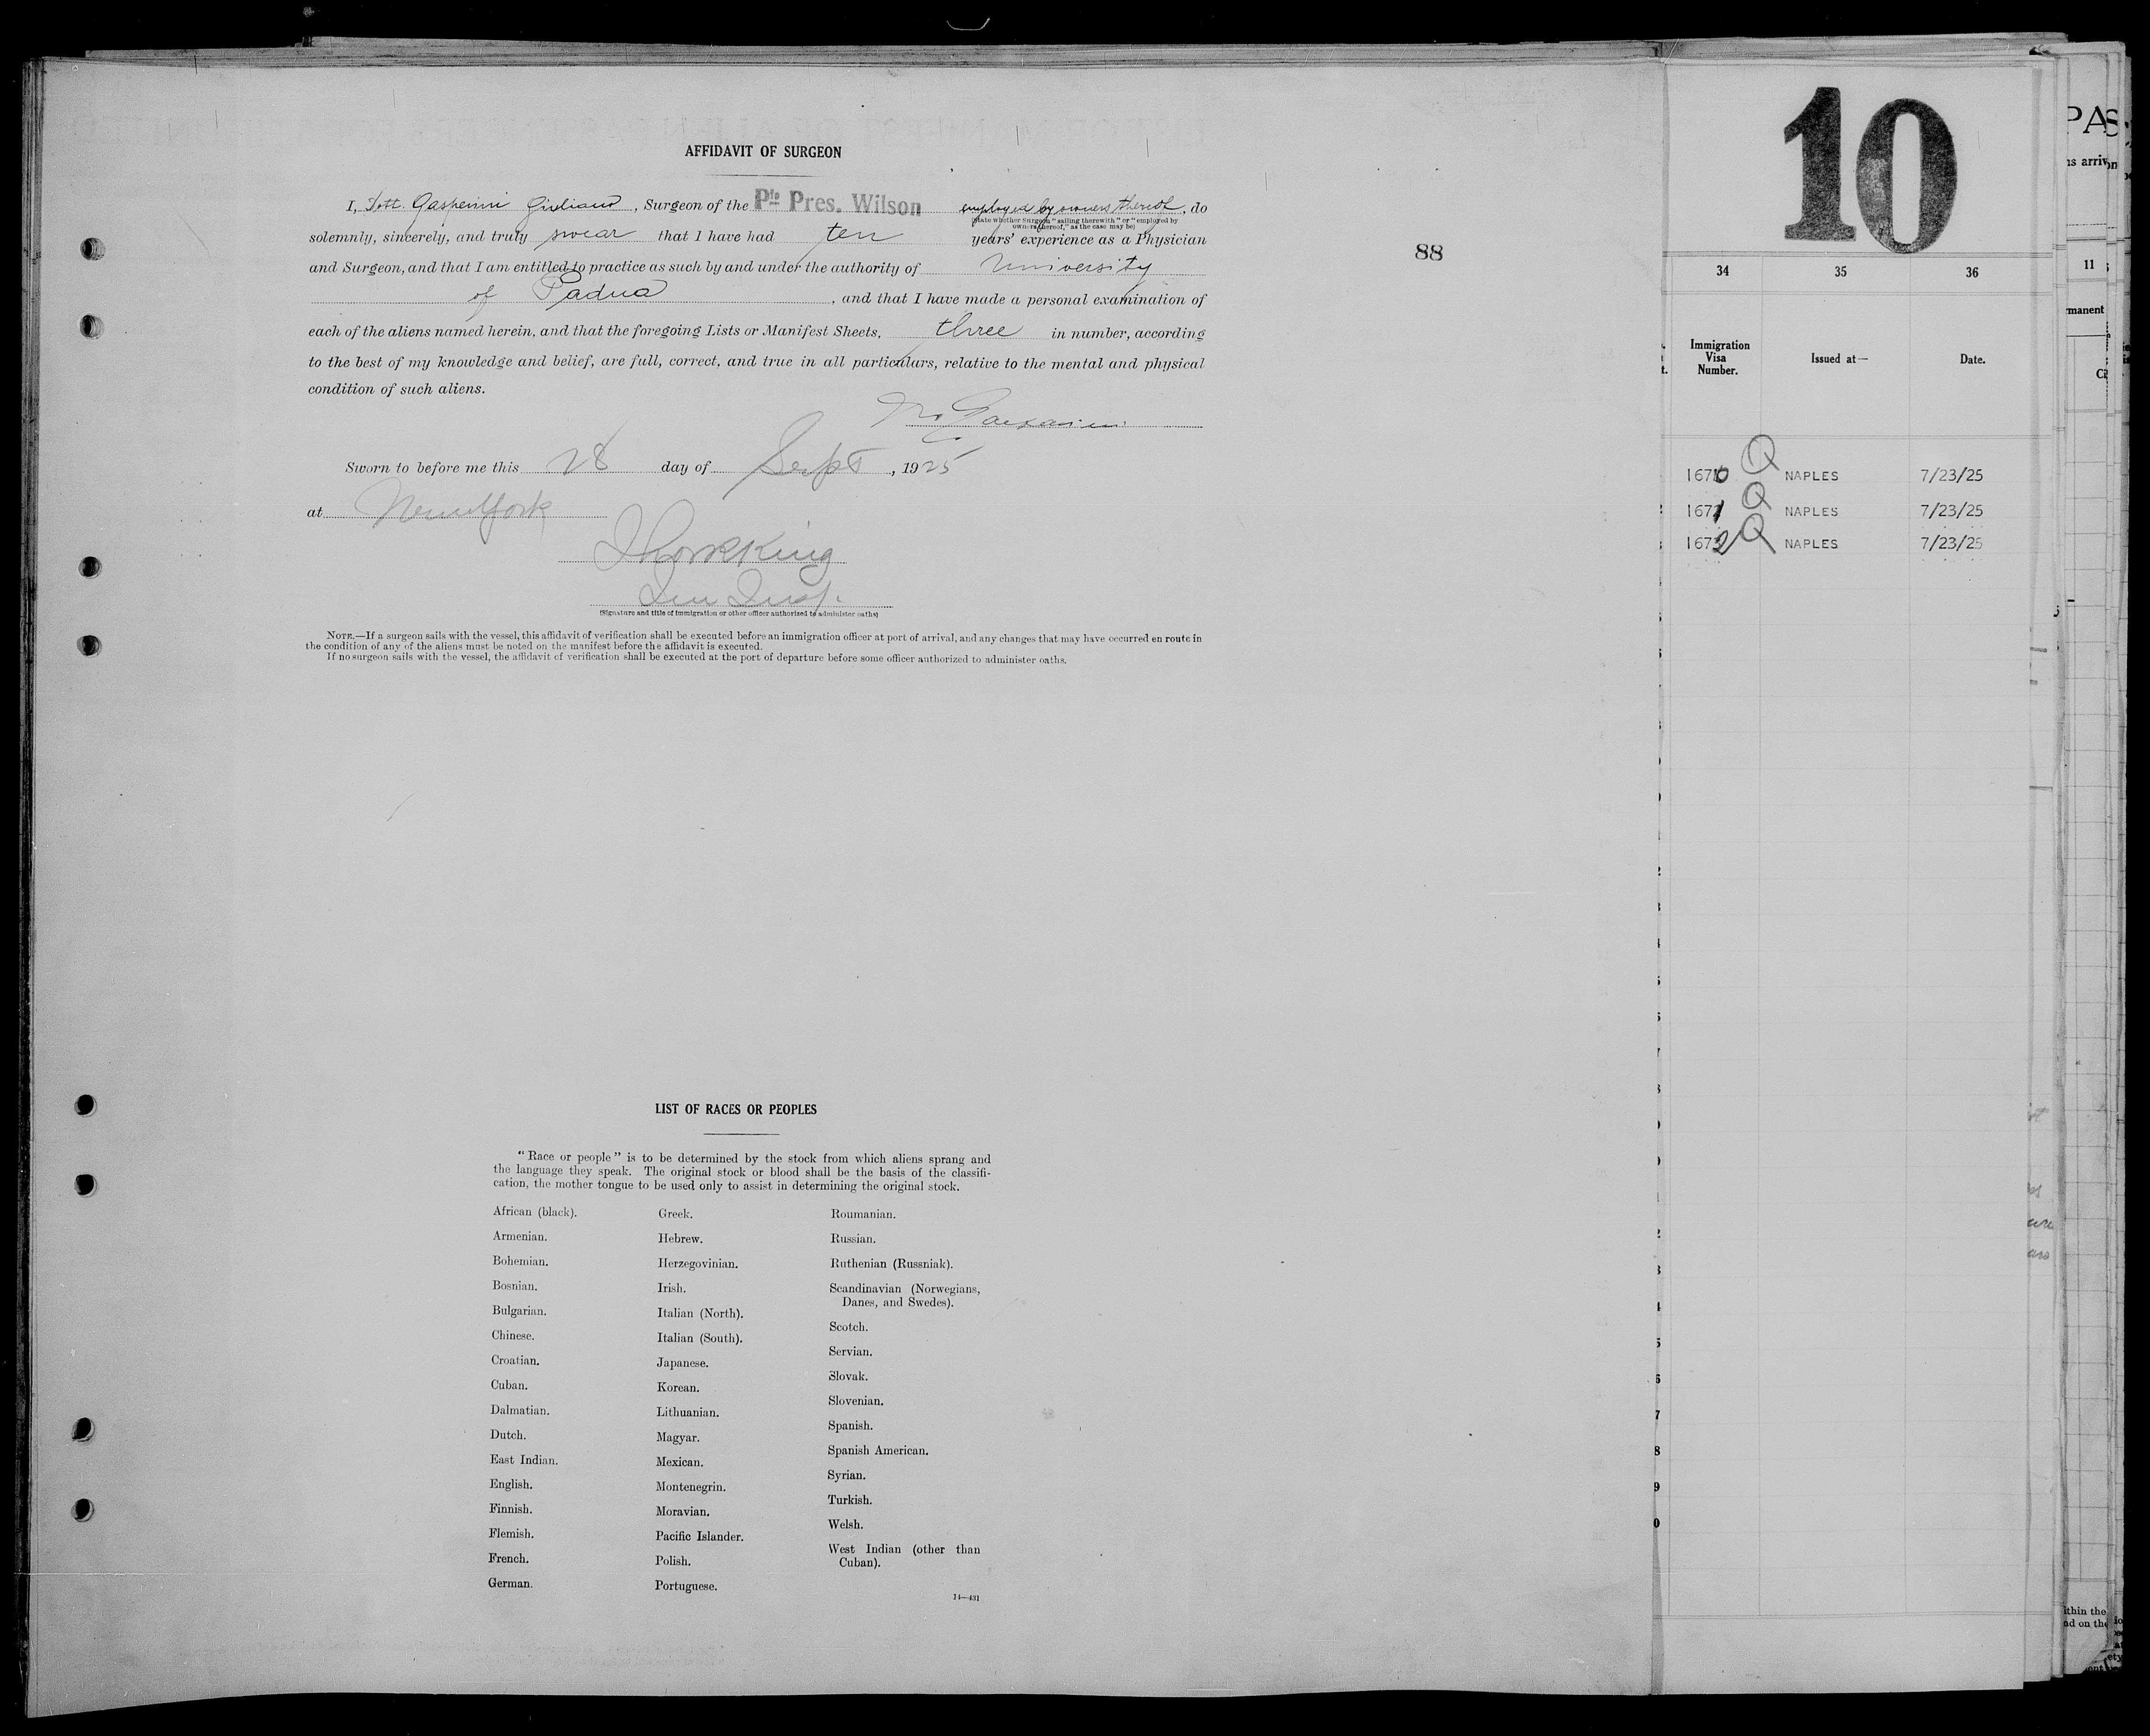 AFFIDAVIT OF SURGEON
I, Dott. Gasperini Giuliano, Surgeon of the Pfo Pres. Wilson employed by owners thereof, do
(State whether Surgeon "sailing therewith" or "employed by
owners thereof," as the case may be)
solemnly, sincerely, and truly swear that I have had ten years' experience as a Physician
and Surgeon, and that I am entitled to practice as such by and under the authority of University
of Padua, and that I have made a personal examination of
each of the aliens named herein, and that the foregoing Lists or Manifest Sheets, three in number, according
to the best of my knowledge and belief, are full, correct, and true in all particulars, relative to the mental and physical
condition of such aliens.
Sworn to before me this 28 day of Sept, 1925
at New York
Imm Insp.
(Signature and title of immigration or other officer authorized to administer oaths)
NOTE.—If a surgeon sails with the vessel, this affidavit of verification shall be executed before an immigration officer at port of arrival, and any changes that may have occurred en route in
the condition of any of the aliens must be noted on the manifest before the affidavit is executed.
If no surgeon sails with the vessel, the affidavit of verification shall be executed at the port of departure before some officer authorized to administer oaths.
88
LIST OF RACES OR PEOPLES
"Race or people" is to be determined by the stock from which aliens sprang and
the language they speak. The original stock or blood shall be the basis of the classifi-
cation, the mother tongue to be used only to assist in determining the original stock.
African (black).
Armenian.
Bohemian.
Bosnian.
Bulgarian.
Chinese.
Croatian.
Cuban.
Dalmatian.
Dutch.
East Indian.
English.
Finnish.
Flemish.
French.
German.
Greek.
Hebrew.
Herzegovinian.
Irish.
Italian (North).
Italian (South).
Japanese.
Korean.
Lithuanian.
Magyar.
Mexican.
Montenegrin.
Moravian.
Pacific Islander.
Polish.
Portuguese.
Roumanian.
Russian.
Ruthenian (Russniak).
Scandinavian (Norwegians,
Danes, and Swedes).
Scotch.
Servian.
Slovak.
Slovenian.
Spanish.
Spanish American.
Syrian.
Turkish.
Welsh.
West Indian (other than
Cuban).
14—431
10
34 35 36
Immigration
Visa
Number.
Issued at—
Date.
1670 Q NAPLES 7/23/25
1671 Q NAPLES 7/23/25
1672 Q NAPLES 7/23/25
PAS
11